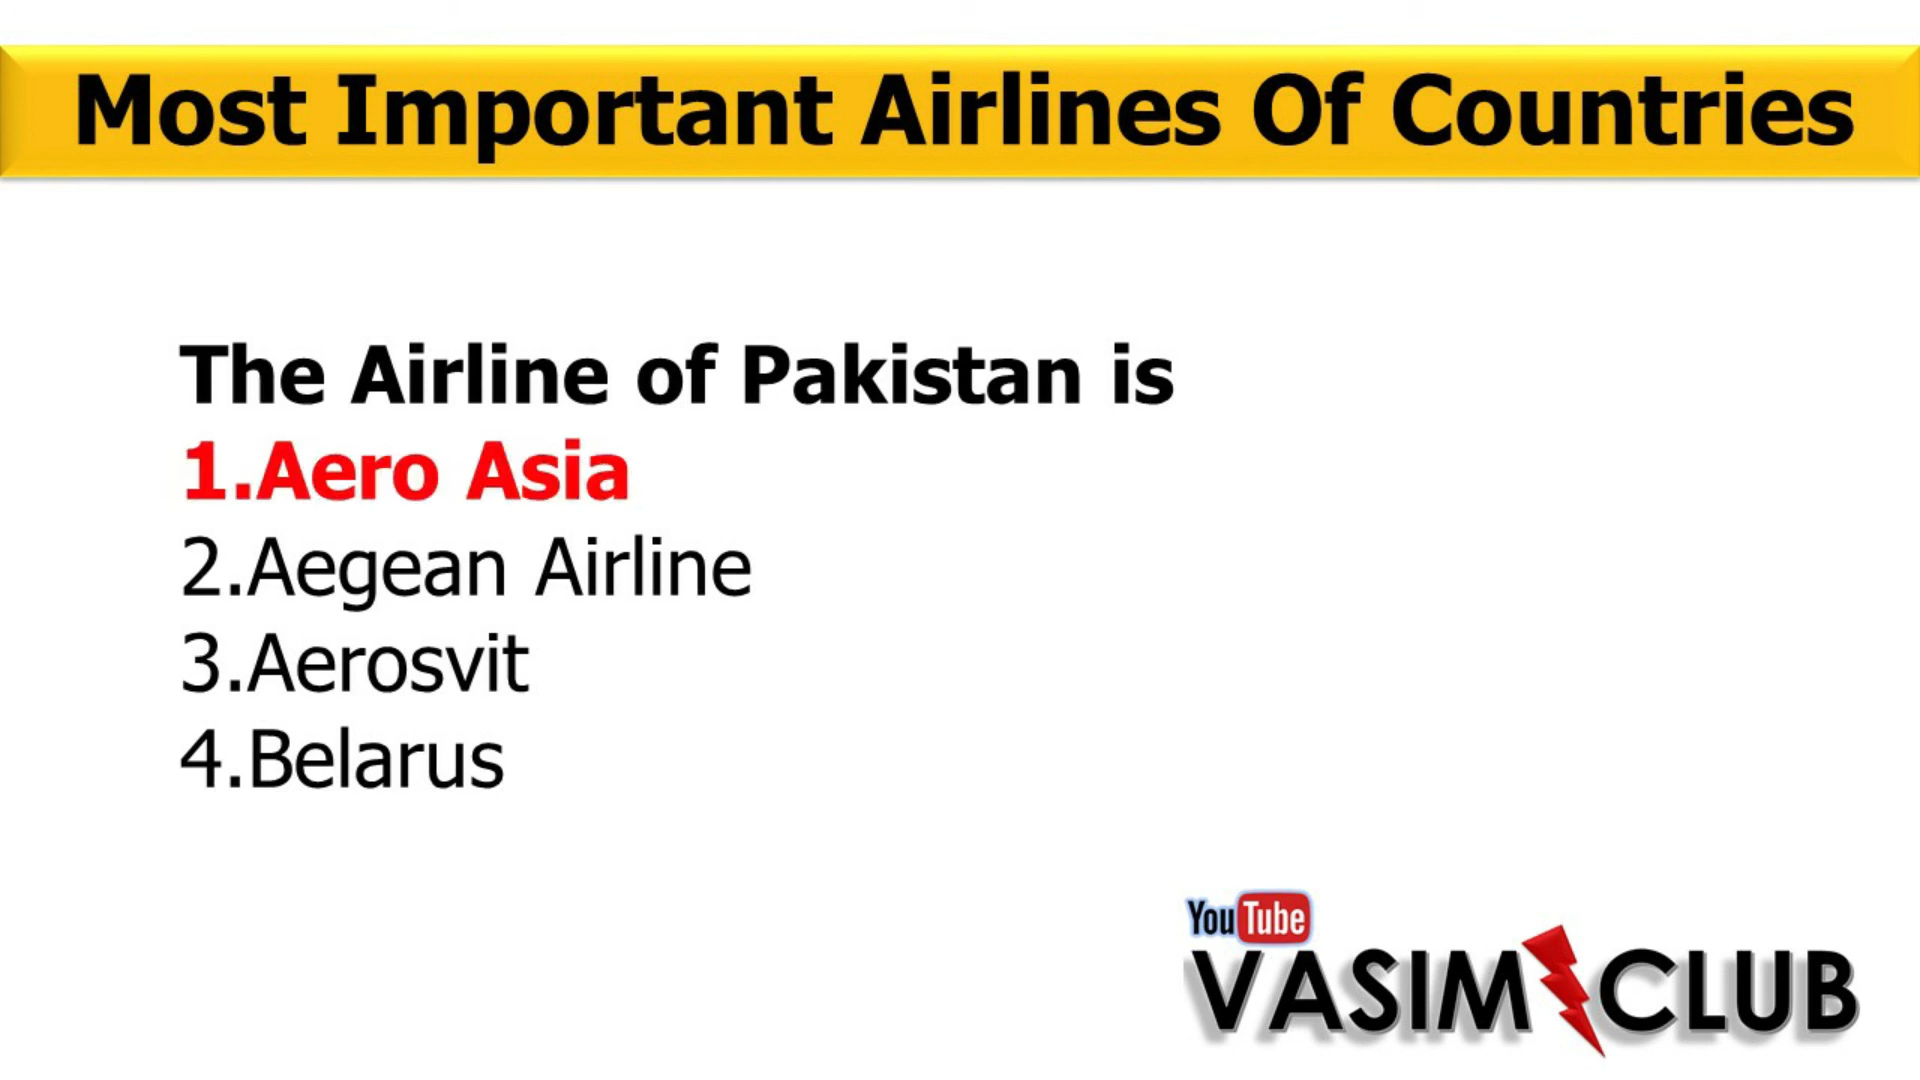 Most Important Airlines Of Countries
The Airline of Pakistan is
1.Aero Asia
2.Aegean Airline
3.Aerosvit
4.Belarus
YouTube
VASIM CLUB